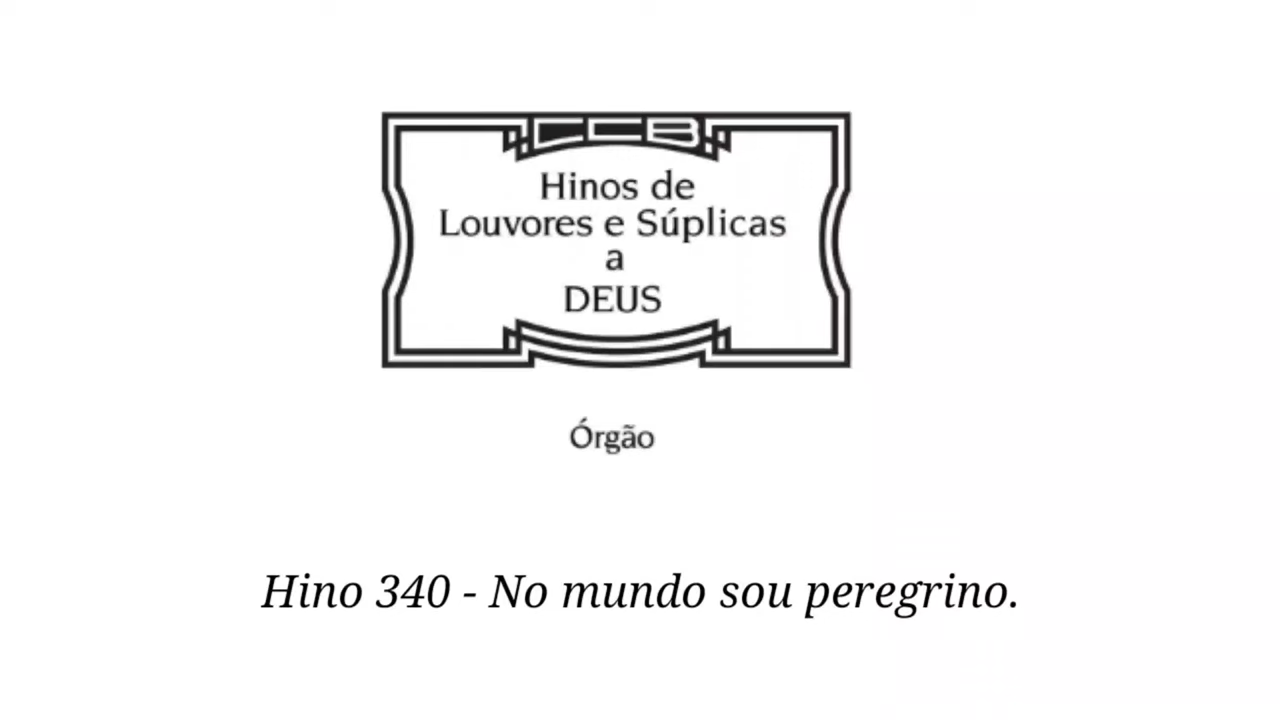 CCB
Hinos de
Louvores e Súplicas
a
DEUS
Órgão
Hino 340 - No mundo sou peregrino.